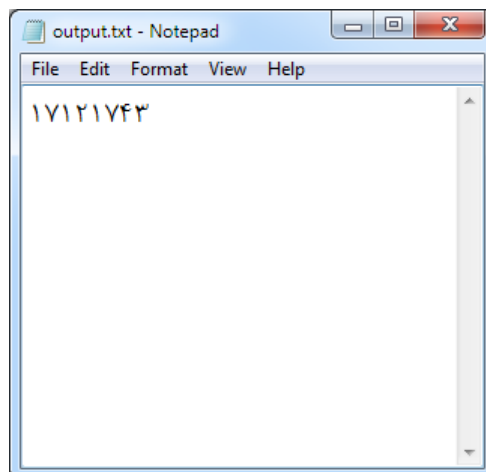 output.txt - Notepad
File Edit Format View Help
۱۷۱۲۱۷۴۳